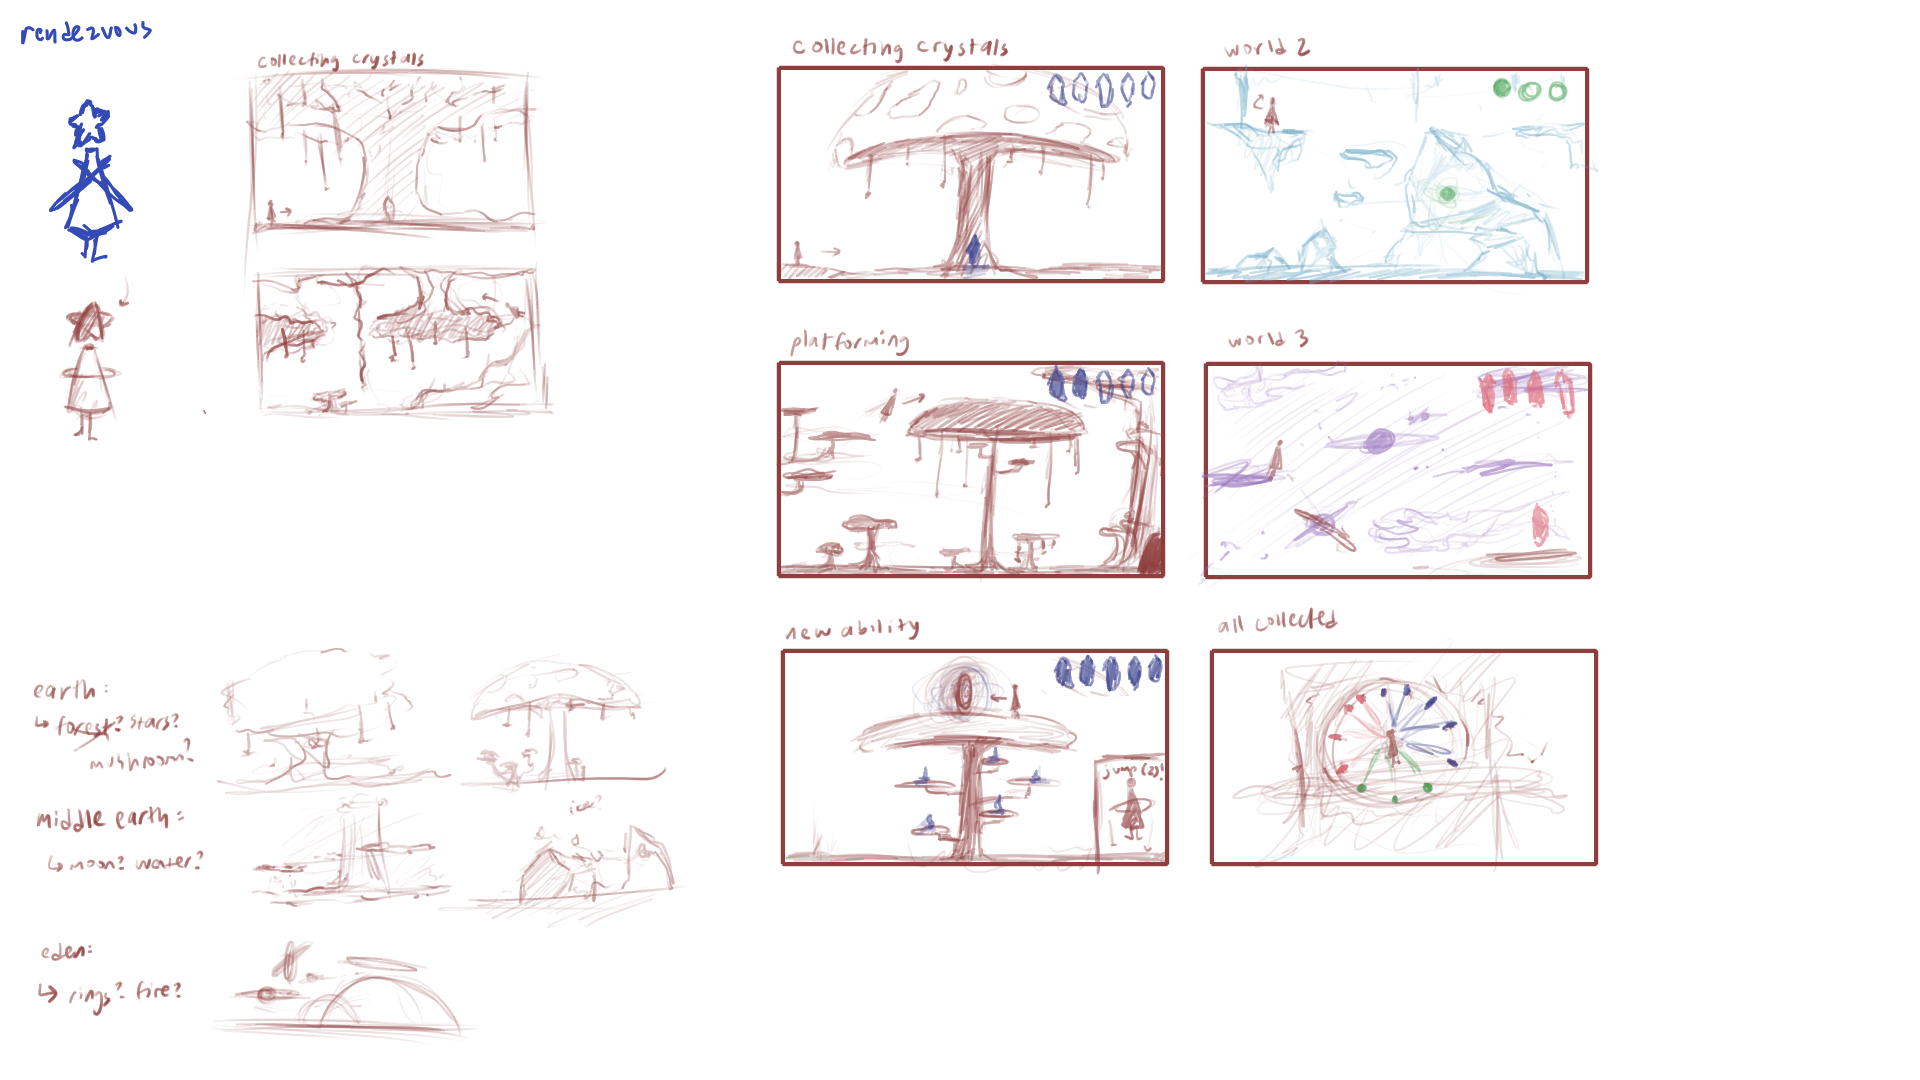 rendezvous
collecting crystals
collecting crystals
world 2
platforming
world 3
new ability
all collected
jump (2)!
earth:
↳ forest? stars?
mushroom?
middle earth:
ice?
↳ moon? water?
eden:
↳ rings? fire?